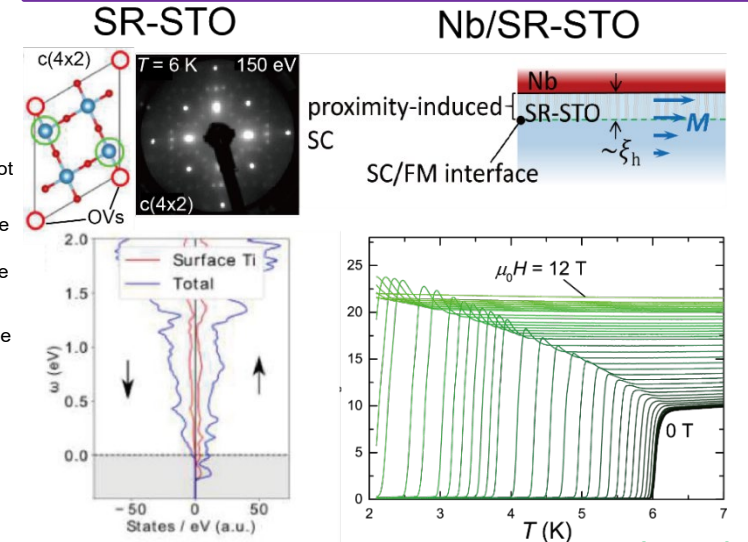 SR-STO
Nb/SR-STO
c(4x2)
T = 6 K 150 eV
c(4x2)
OVs
ot
e
e
e
Nb
proximity-induced
SC
SR-STO
M
~ξh
SC/FM interface
2.0
1.5
1.0
0.5
0.0
ω (eV)
Surface Ti
Total
−50 0 50
States / eV (a.u.)
25
20
15
10
5
0
μ0H = 12 T
0 T
2 3 4 5 6 7
T (K)